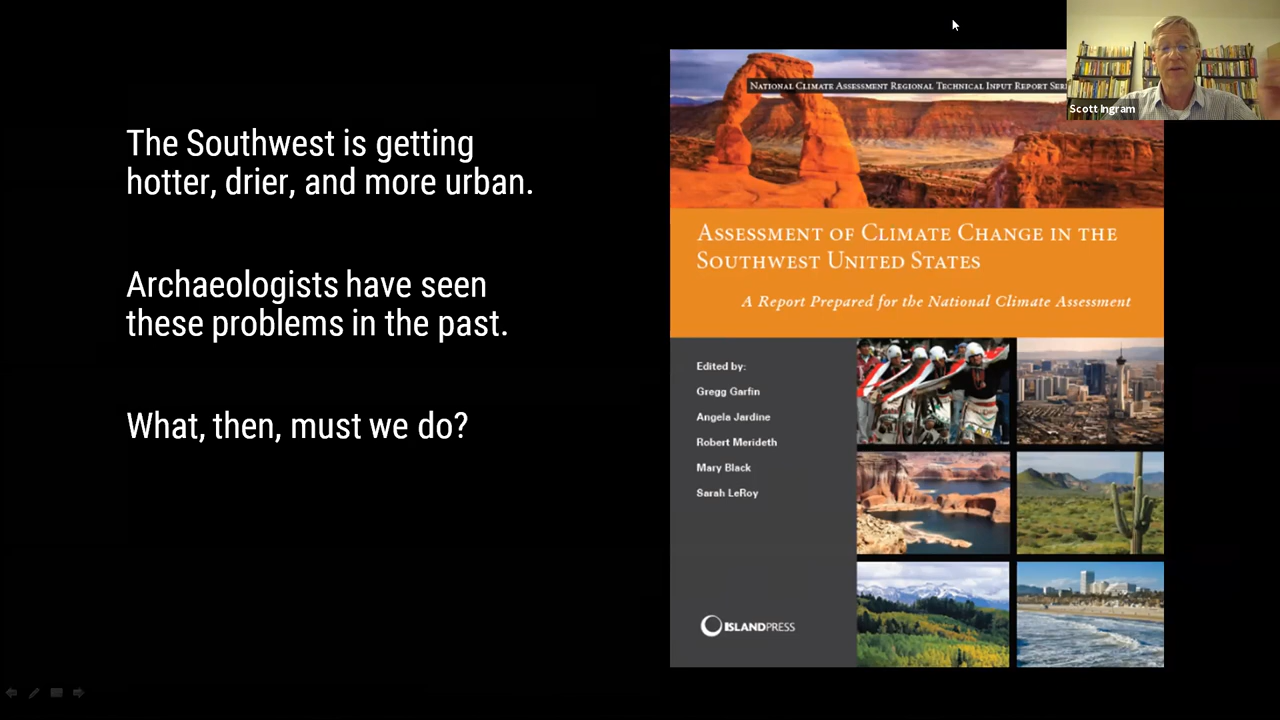 The Southwest is getting
hotter, drier, and more urban.
Archaeologists have seen
these problems in the past.
What, then, must we do?
NATIONAL CLIMATE ASSESSMENT REGIONAL TECHNICAL INPUT REPORT
ASSESSMENT OF CLIMATE CHANGE IN THE
SOUTHWEST UNITED STATES
A Report Prepared for the National Climate Assessment
Edited by:
Gregg Garfin
Angela Jardine
Robert Merideth
Mary Black
Sarah LeRoy
ISLANDPRESS
Scott Ingram